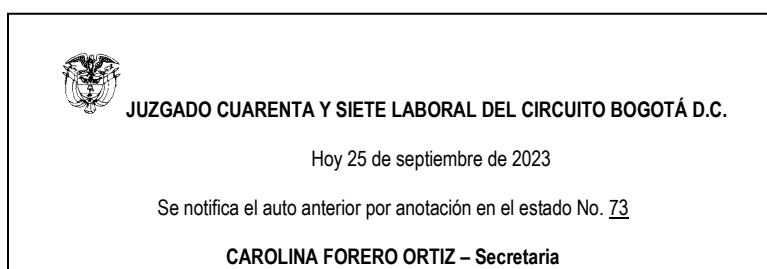 JUZGADO CUARENTA Y SIETE LABORAL DEL CIRCUITO BOGOTÁ D.C.
Hoy 25 de septiembre de 2023
Se notifica el auto anterior por anotación en el estado No. 73
CAROLINA FORERO ORTIZ – Secretaria